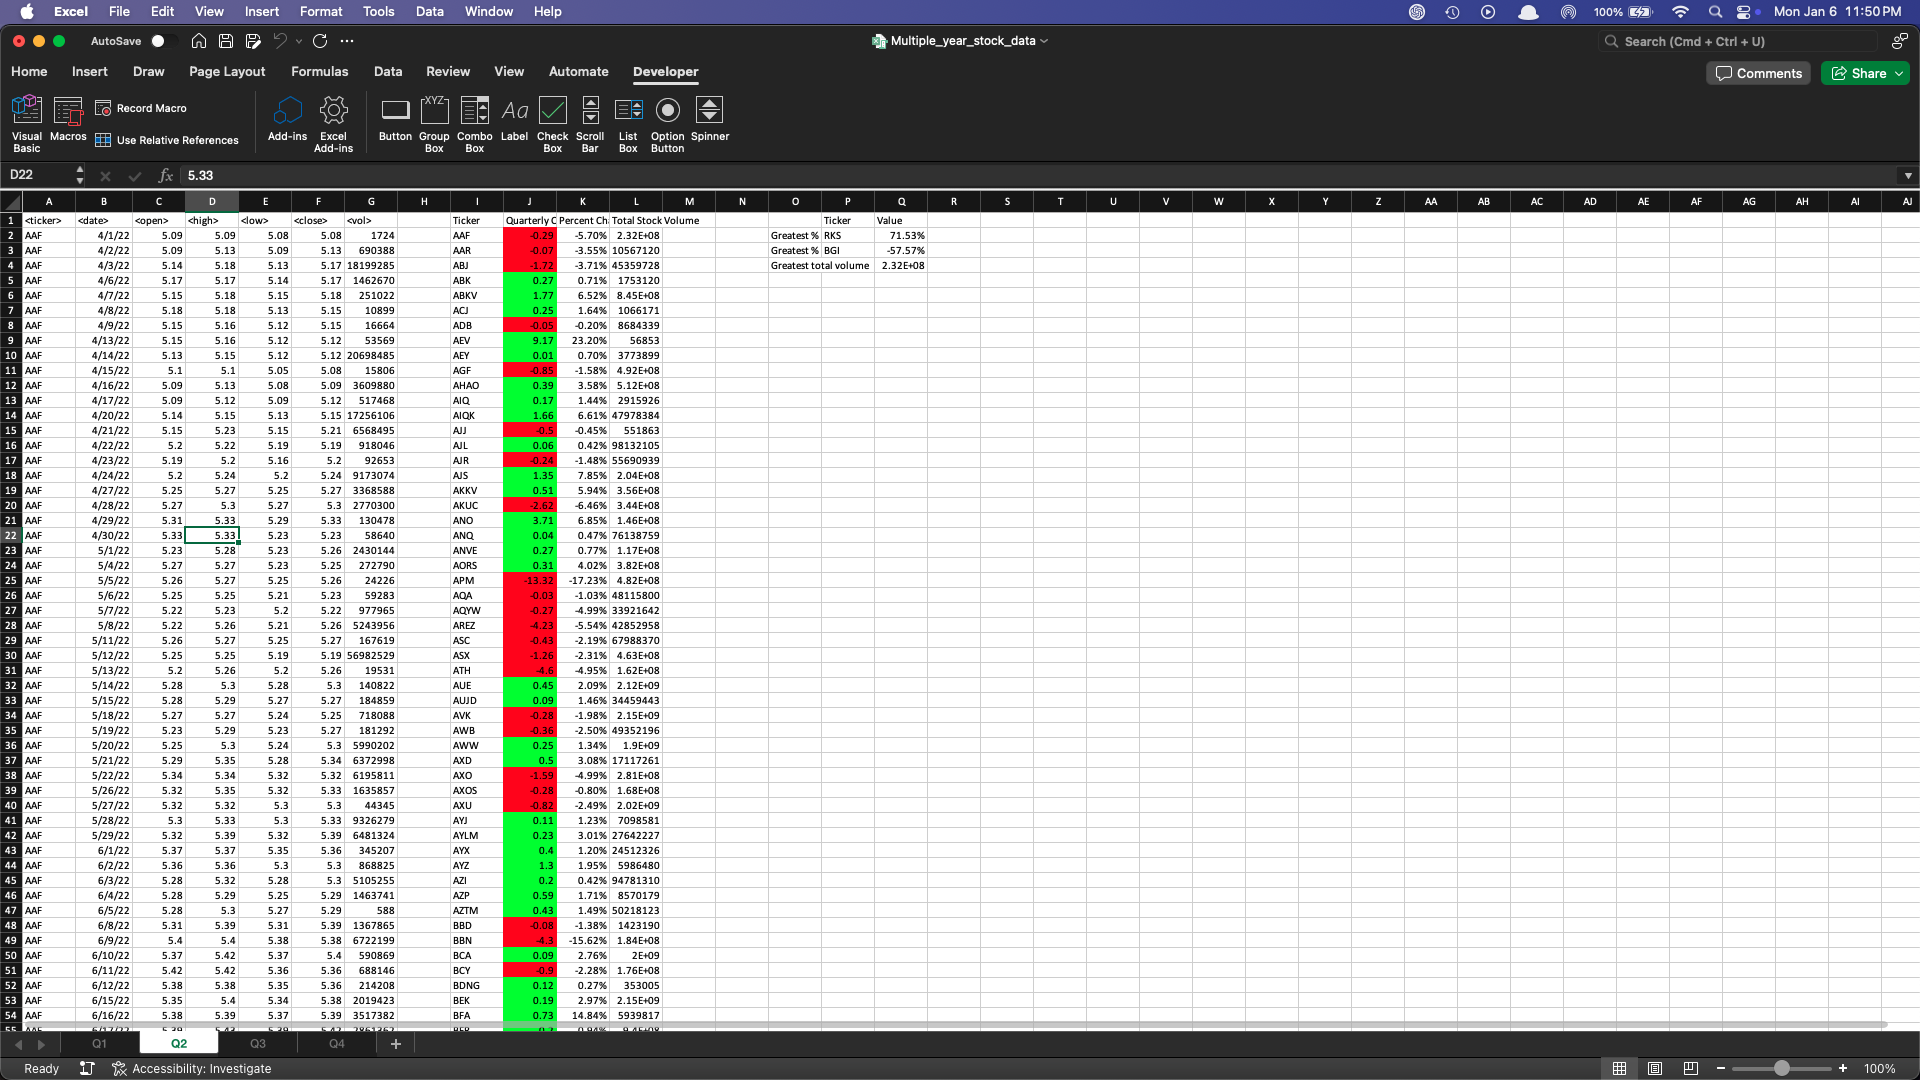 Excel File Edit View Insert Format Tools Data Window Help 100% Mon Jan 6 11:50 PM
AutoSave Multiple_year_stock_data Search (Cmd + Ctrl + U)
Home Insert Draw Page Layout Formulas Data Review View Automate Developer Comments Share
Visual Basic Macros Record Macro Use Relative References Add-ins Excel Add-ins Button Group Box Combo Box Label Check Box Scroll Bar List Box Option Button Spinner
D22 fx 5.33
A B C D E F G H I J K L M N O P Q R S T U V W X Y Z AA AB AC AD AE AF AG AH AI AJ
1 <ticker> <date> <open> <high> <low> <close> <vol> Ticker Quarterly C Percent Ch Total Stock Volume Ticker Value
2 AAF 4/1/22 5.09 5.09 5.08 5.08 1724 AAF -0.29 -5.70% 2.32E+08 Greatest % RKS 71.53%
3 AAF 4/2/22 5.09 5.13 5.09 5.13 690388 AAR -0.07 -3.55% 10567120 Greatest % BGI -57.57%
4 AAF 4/3/22 5.14 5.18 5.13 5.17 18199285 ABJ -1.72 -3.71% 45359728 Greatest total volume 2.32E+08
5 AAF 4/6/22 5.17 5.17 5.14 5.17 1462670 ABK 0.27 0.71% 1753120
6 AAF 4/7/22 5.15 5.18 5.15 5.18 251022 ABKV 1.77 6.52% 8.45E+08
7 AAF 4/8/22 5.18 5.18 5.13 5.15 10899 ACJ 0.25 1.64% 1066171
8 AAF 4/9/22 5.15 5.16 5.12 5.15 16664 ADB -0.05 -0.20% 8684339
9 AAF 4/13/22 5.15 5.16 5.12 5.12 53569 AEV 9.17 23.20% 56853
10 AAF 4/14/22 5.13 5.15 5.12 5.12 20698485 AEY 0.01 0.70% 3773899
11 AAF 4/15/22 5.1 5.1 5.05 5.08 15806 AGF -0.85 -1.58% 4.92E+08
12 AAF 4/16/22 5.09 5.13 5.08 5.09 3609880 AHAO 0.39 3.58% 5.12E+08
13 AAF 4/17/22 5.09 5.12 5.09 5.12 517468 AIQ 0.17 1.44% 2915926
14 AAF 4/20/22 5.14 5.15 5.13 5.15 17256106 AIQK 1.66 6.61% 47978384
15 AAF 4/21/22 5.15 5.23 5.15 5.21 6568495 AJJ -0.5 -0.45% 551863
16 AAF 4/22/22 5.2 5.22 5.19 5.19 918046 AJL 0.06 0.42% 98132105
17 AAF 4/23/22 5.19 5.2 5.16 5.2 92653 AJR -0.24 -1.48% 55690939
18 AAF 4/24/22 5.2 5.24 5.2 5.24 9173074 AJS 1.35 7.85% 2.04E+08
19 AAF 4/27/22 5.25 5.27 5.25 5.27 3368588 AKKV 0.51 5.94% 3.56E+08
20 AAF 4/28/22 5.27 5.3 5.27 5.3 2770300 AKUC -2.62 -6.46% 3.44E+08
21 AAF 4/29/22 5.31 5.33 5.29 5.33 130478 ANO 3.71 6.85% 1.46E+08
22 AAF 4/30/22 5.33 5.33 5.23 5.23 58640 ANQ 0.04 0.47% 76138759
23 AAF 5/1/22 5.23 5.28 5.23 5.26 2430144 ANVE 0.27 0.77% 1.17E+08
24 AAF 5/4/22 5.27 5.27 5.23 5.25 272790 AORS 0.31 4.02% 3.82E+08
25 AAF 5/5/22 5.26 5.27 5.25 5.26 24226 APM -13.32 -17.23% 4.82E+08
26 AAF 5/6/22 5.25 5.25 5.21 5.23 59283 AQA -0.03 -1.03% 48115800
27 AAF 5/7/22 5.22 5.23 5.2 5.22 977965 AQYW -0.27 -4.99% 33921642
28 AAF 5/8/22 5.22 5.26 5.21 5.26 5243956 AREZ -4.23 -5.54% 42852958
29 AAF 5/11/22 5.26 5.27 5.25 5.27 167619 ASC -0.43 -2.19% 67988370
30 AAF 5/12/22 5.25 5.25 5.19 5.19 56982529 ASX -1.26 -2.31% 4.63E+08
31 AAF 5/13/22 5.2 5.26 5.2 5.26 19531 ATH -4.6 -4.95% 1.62E+08
32 AAF 5/14/22 5.28 5.3 5.28 5.3 140822 AUE 0.45 2.09% 2.12E+09
33 AAF 5/15/22 5.28 5.29 5.27 5.27 184859 AUJD 0.09 1.46% 34459443
34 AAF 5/18/22 5.27 5.27 5.24 5.25 718088 AVK -0.28 -1.98% 2.15E+09
35 AAF 5/19/22 5.23 5.29 5.23 5.27 181292 AWB -0.36 -2.50% 49352196
36 AAF 5/20/22 5.25 5.3 5.24 5.3 5990202 AWW 0.25 1.34% 1.9E+09
37 AAF 5/21/22 5.29 5.35 5.28 5.34 6372998 AXD 0.5 3.08% 17117261
38 AAF 5/22/22 5.34 5.34 5.32 5.32 6195811 AXO -1.59 -4.99% 2.81E+08
39 AAF 5/26/22 5.32 5.35 5.32 5.33 1635857 AXOS -0.28 -0.80% 1.68E+08
40 AAF 5/27/22 5.32 5.32 5.3 5.3 44345 AXU -0.82 -2.49% 2.02E+09
41 AAF 5/28/22 5.3 5.33 5.3 5.33 9326279 AYJ 0.11 1.23% 7098581
42 AAF 5/29/22 5.32 5.39 5.32 5.39 6481324 AYLM 0.23 3.01% 27642227
43 AAF 6/1/22 5.37 5.37 5.35 5.36 345207 AYX 0.4 1.20% 24512326
44 AAF 6/2/22 5.36 5.36 5.3 5.3 868825 AYZ 1.3 1.95% 5986480
45 AAF 6/3/22 5.28 5.32 5.28 5.3 5105255 AZI 0.2 0.42% 94781310
46 AAF 6/4/22 5.28 5.29 5.25 5.29 1463741 AZP 0.59 1.71% 8570179
47 AAF 6/5/22 5.28 5.3 5.27 5.29 588 AZTM 0.43 1.49% 50218123
48 AAF 6/8/22 5.31 5.39 5.31 5.39 1367865 BBD -0.08 -1.38% 1423190
49 AAF 6/9/22 5.4 5.4 5.38 5.38 6722199 BBN -4.3 -15.62% 1.84E+08
50 AAF 6/10/22 5.37 5.42 5.37 5.4 590869 BCA 0.09 2.76% 2E+09
51 AAF 6/11/22 5.42 5.42 5.36 5.36 688146 BCY -0.9 -2.28% 1.76E+08
52 AAF 6/12/22 5.38 5.38 5.35 5.36 214208 BDNG 0.12 0.27% 353005
53 AAF 6/15/22 5.35 5.4 5.34 5.38 2019423 BEK 0.19 2.97% 2.15E+09
54 AAF 6/16/22 5.38 5.39 5.37 5.39 3517382 BFA 0.73 14.84% 5939817
Q1 Q2 Q3 Q4 +
Ready Accessibility: Investigate 100%